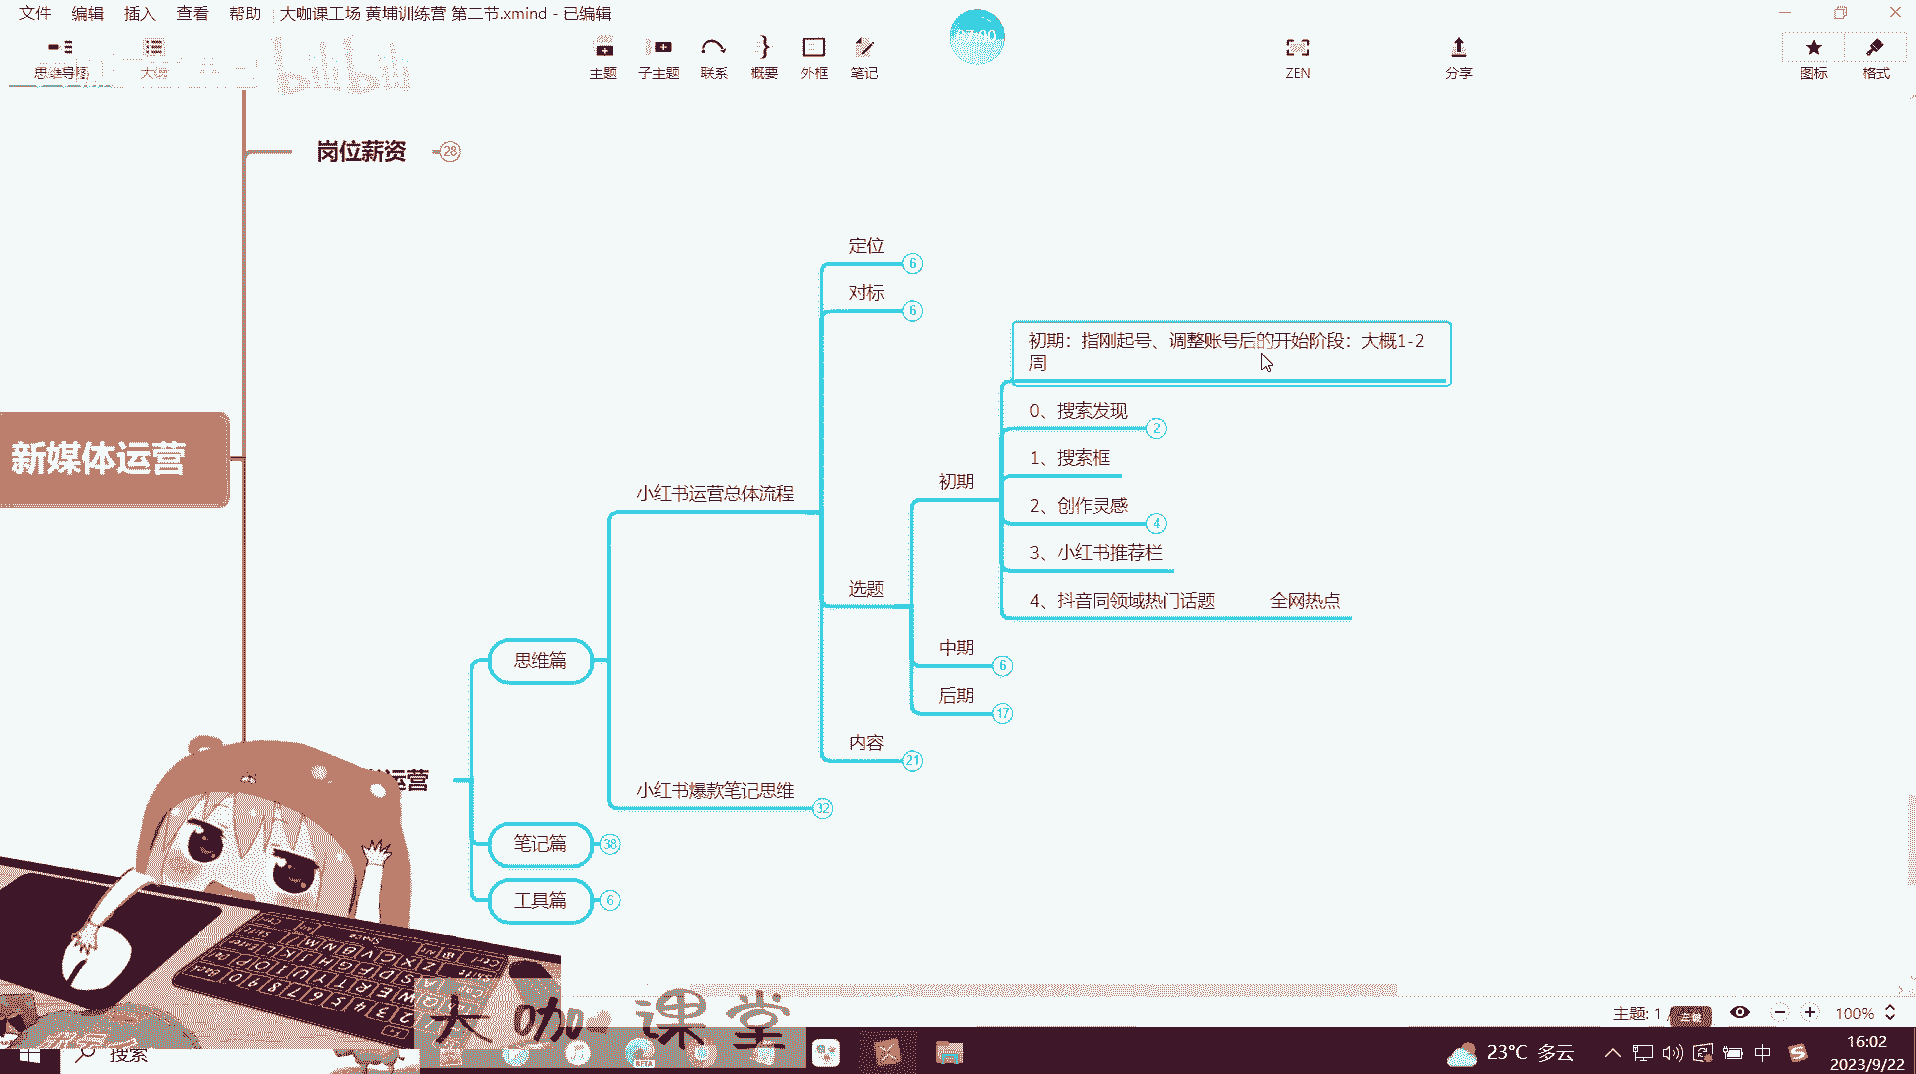 文件 编辑 插入 查看 帮助 大咖课工场 黄埔训练营 第二节.xmind - 已编辑
思维导图 大纲 主题 子主题 联系 概要 外框 笔记 ZEN 分享 图标 格式
bilibili
岗位薪资 28
定位 6
对标 6
初期：指刚起号、调整账号后的开始阶段：大概1-2
周
0、搜索发现 2
1、搜索框
初期
2、创作灵感 4
3、小红书推荐栏
4、抖音同领域热门话题 全网热点
新媒体运营
小红书运营总体流程
选题
中期 6
后期 17
思维篇
内容 21
小红书爆款笔记思维 32
运营
笔记篇 38
工具篇 6
大咖课堂
主题: 1 /
100%
搜索
BETA
23°C 多云
中
16:02
2023/9/22